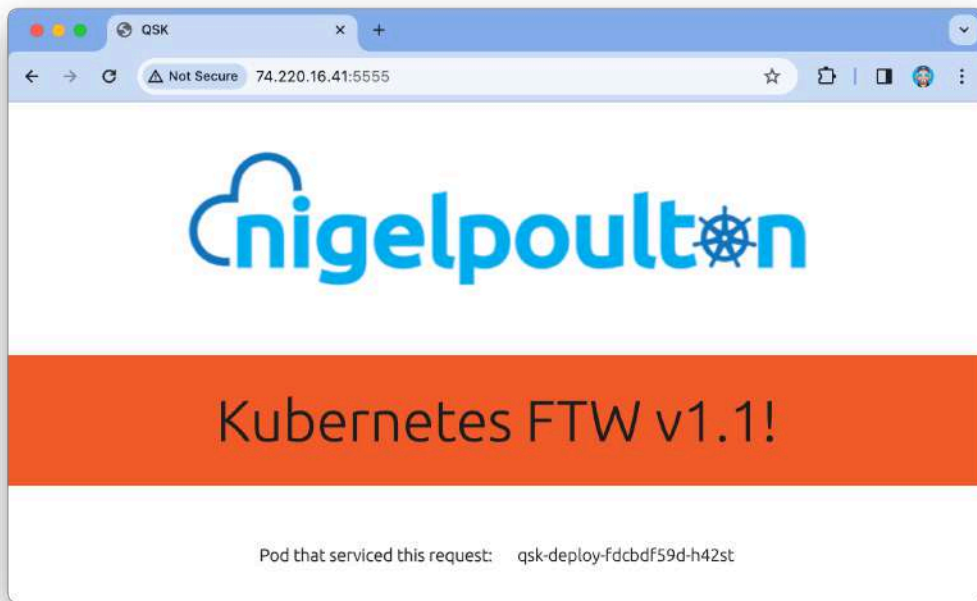 QSK
Not Secure 74.220.16.41:5555
nigelpoulton
Kubernetes FTW v1.1!
Pod that serviced this request: qsk-deploy-fdcbdf59d-h42st